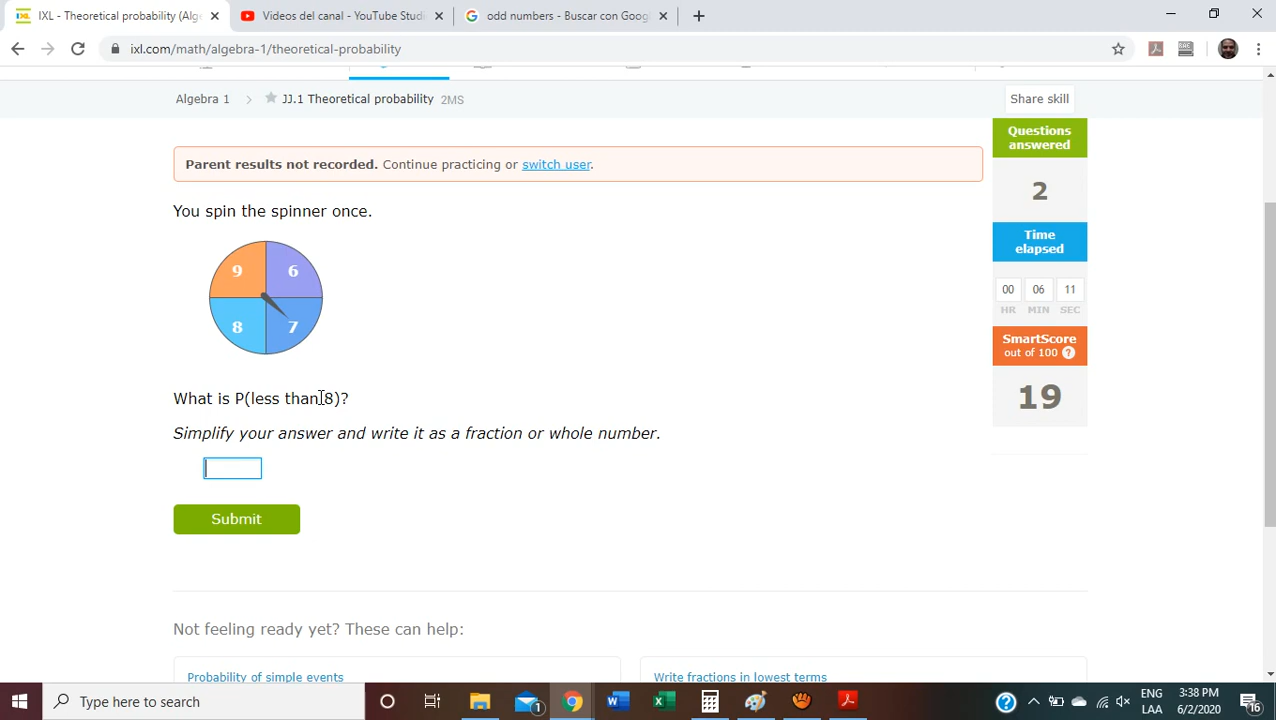 IXL - Theoretical probability (Alge
Videos del canal - YouTube Studi
odd numbers - Buscar con Goog
ixl.com/math/algebra-1/theoretical-probability
Algebra 1 > JJ.1 Theoretical probability 2MS
Share skill
Parent results not recorded. Continue practicing or switch user.
Questions answered
2
You spin the spinner once.
Time elapsed
9 6
8 7
00 06 11
HR MIN SEC
SmartScore
out of 100 ?
19
What is P(less than 8)?
Simplify your answer and write it as a fraction or whole number.
Submit
Not feeling ready yet? These can help:
Probability of simple events
Write fractions in lowest terms
Type here to search
1
ENG
LAA
3:38 PM
6/2/2020
16